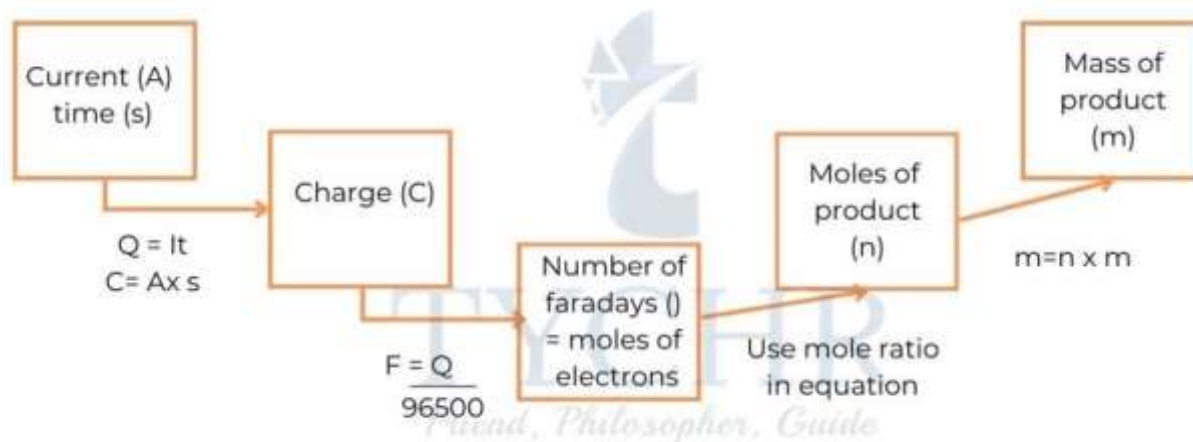 Current (A)
time (s)
Q = It
C= Ax s
Charge (C)
F = Q
96500
Number of
faradays ()
= moles of
electrons
Use mole ratio
in equation
Moles of
product
(n)
m=n x m
Mass of
product
(m)
TYCHR
Friend, Philosopher, Guide